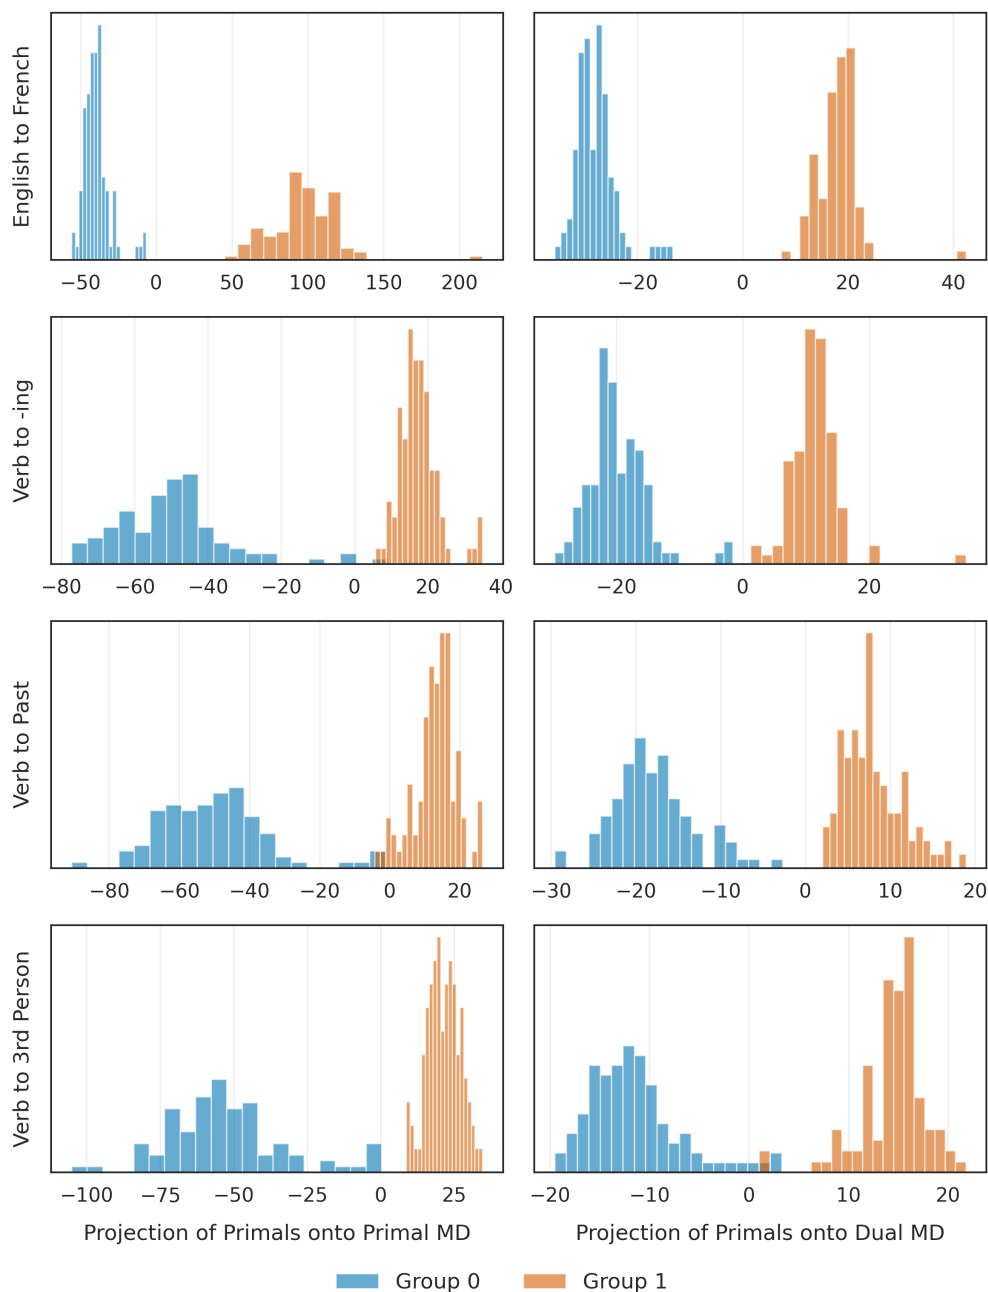 English to French
−50 0 50 100 150 200
−20 0 20 40
Verb to -ing
−80 −60 −40 −20 0 20 40
−20 0 20
Verb to Past
−80 −60 −40 −20 0 20
−30 −20 −10 0 10 20
Verb to 3rd Person
−100 −75 −50 −25 0 25
−20 −10 0 10 20
Projection of Primals onto Primal MD
Projection of Primals onto Dual MD
Group 0 Group 1